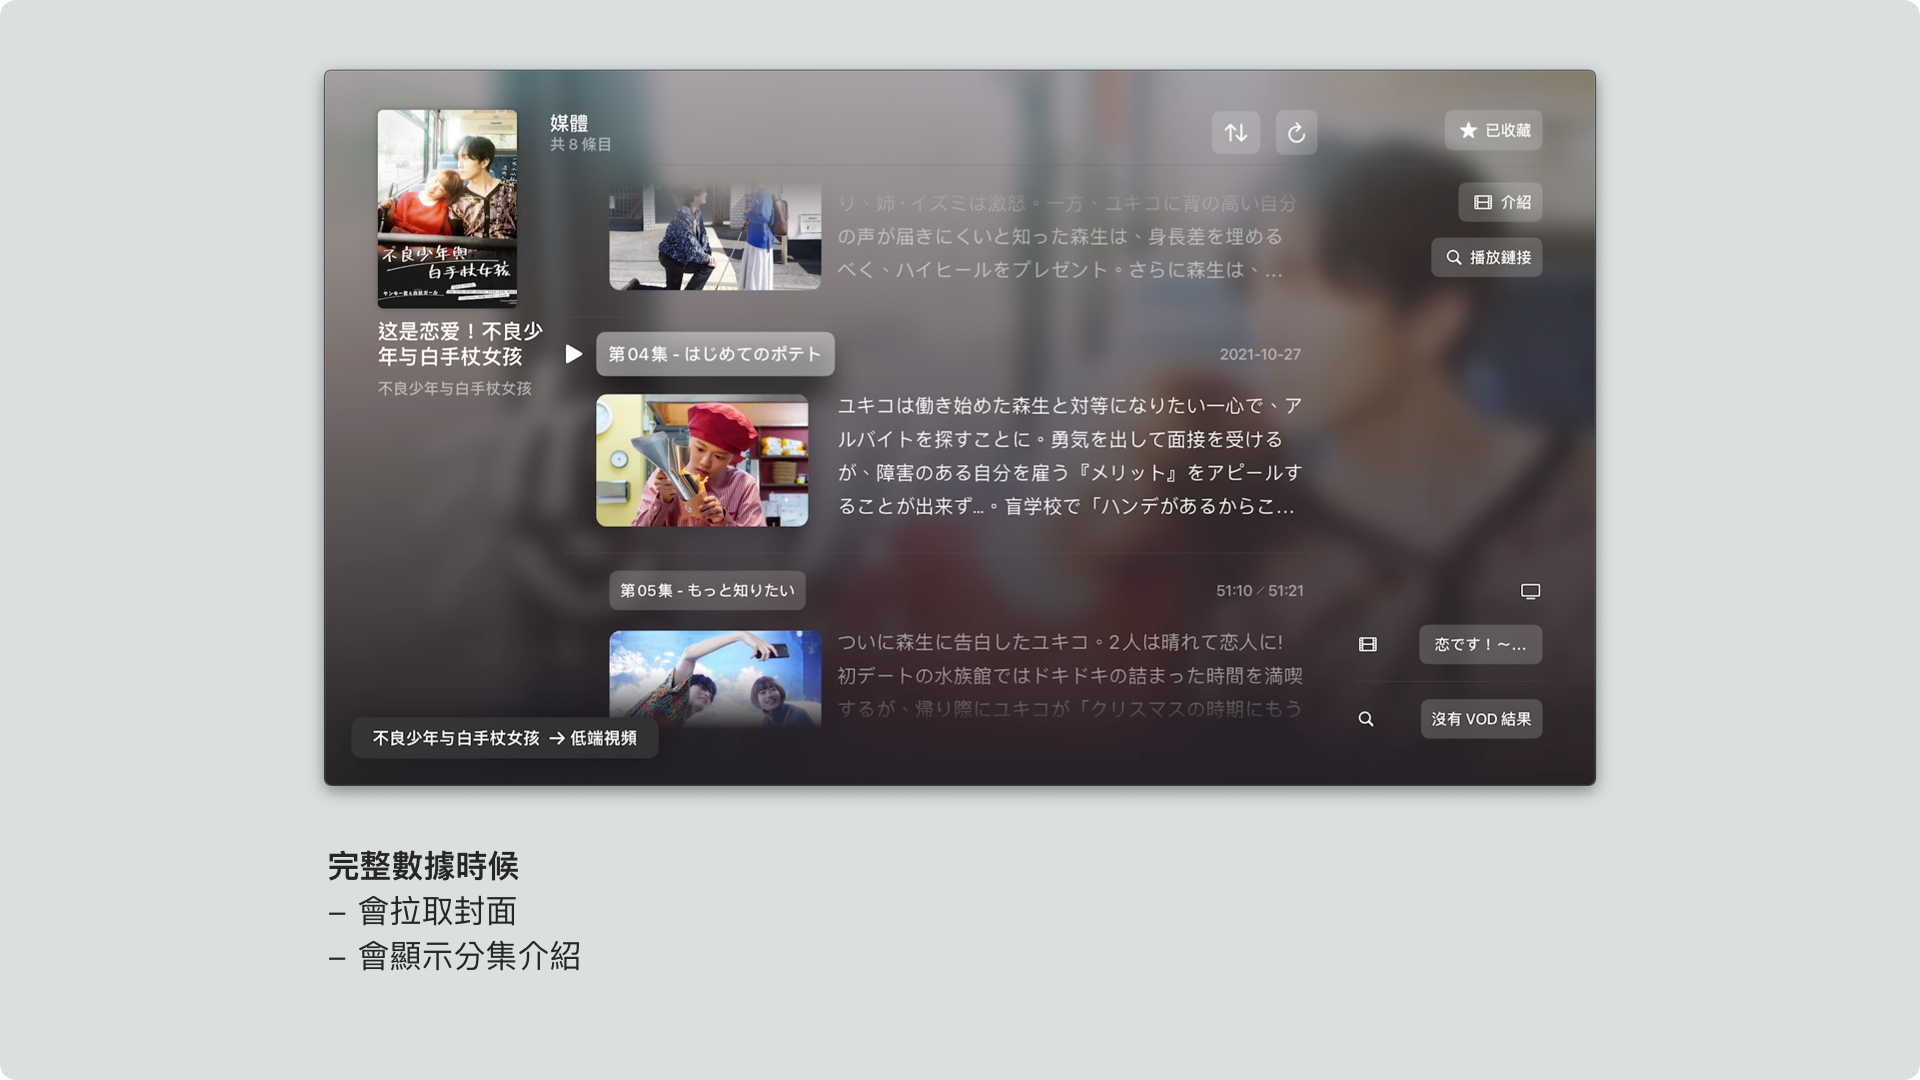 不良少年與
白手杖女孩
ヤンキー君と白杖ガール
这是恋爱！不良少
年与白手杖女孩
不良少年与白手杖女孩
媒體
共 8 條目
已收藏
介紹
播放鏈接
り、姉・イズミは激怒。一方、ユキコに背の高い自分
の声が届きにくいと知った森生は、身長差を埋める
べく、ハイヒールをプレゼント。さらに森生は、…
第04集 - はじめてのポテト
2021-10-27
ユキコは働き始めた森生と対等になりたい一心で、ア
ルバイトを探すことに。勇気を出して面接を受ける
が、障害のある自分を雇う『メリット』をアピールす
ることが出来ず…。盲学校で「ハンデがあるからこ…
第05集 - もっと知りたい
51:10 / 51:21
ついに森生に告白したユキコ。2人は晴れて恋人に!
初デートの水族館ではドキドキの詰まった時間を満喫
するが、帰り際にユキコが「クリスマスの時期にもう
恋です！～…
沒有 VOD 結果
不良少年与白手杖女孩 → 低端視頻
完整數據時候
– 會拉取封面
– 會顯示分集介紹